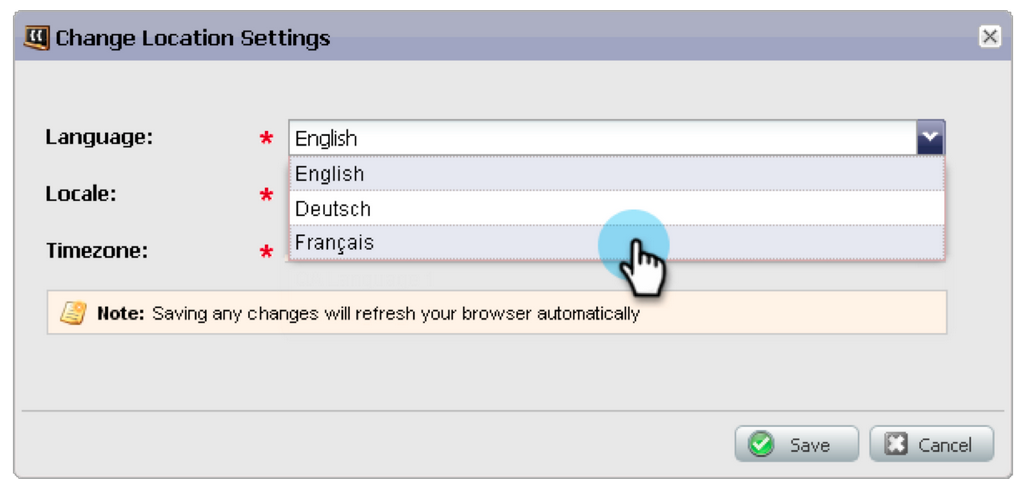 Change Location Settings
Language: * English
English
Locale: *
Deutsch
Français
Timezone: *
Note: Saving any changes will refresh your browser automatically
Save Cancel